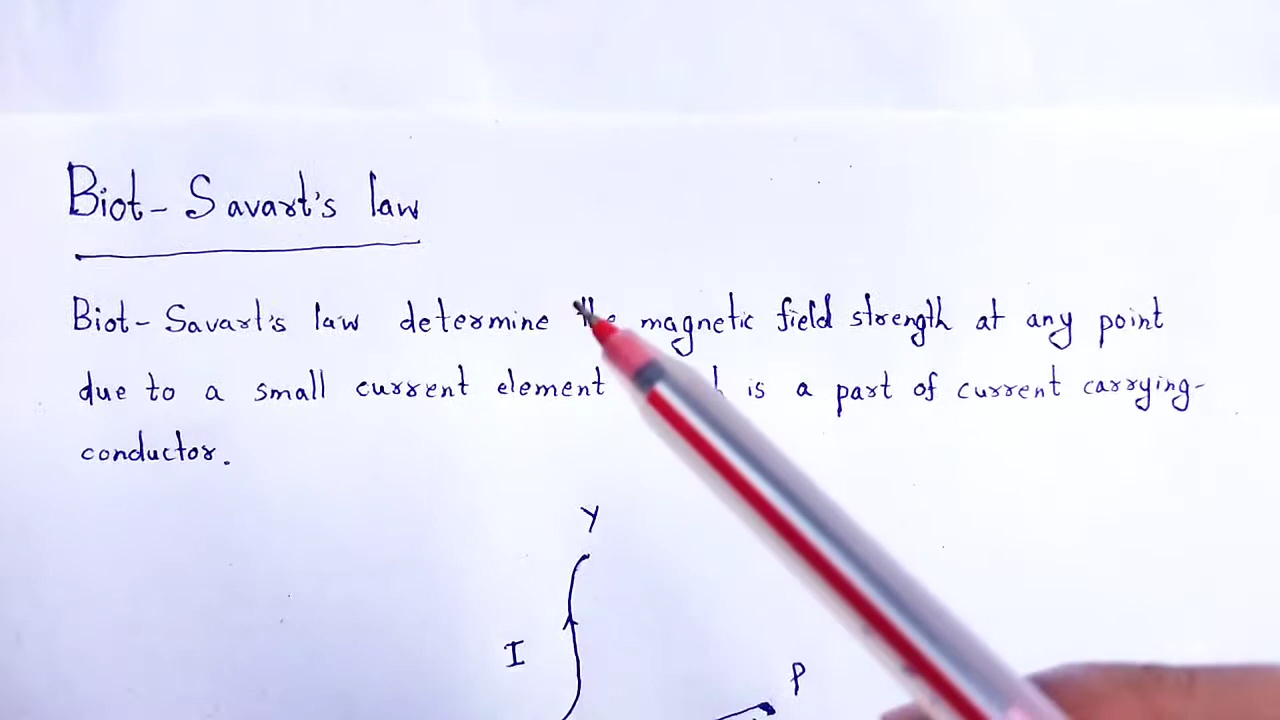 Biot-Savart's law
Biot-Savart's law determine the magnetic field strength at any point
due to a small current element is a part of current carrying-
conductor.
Y
I
P